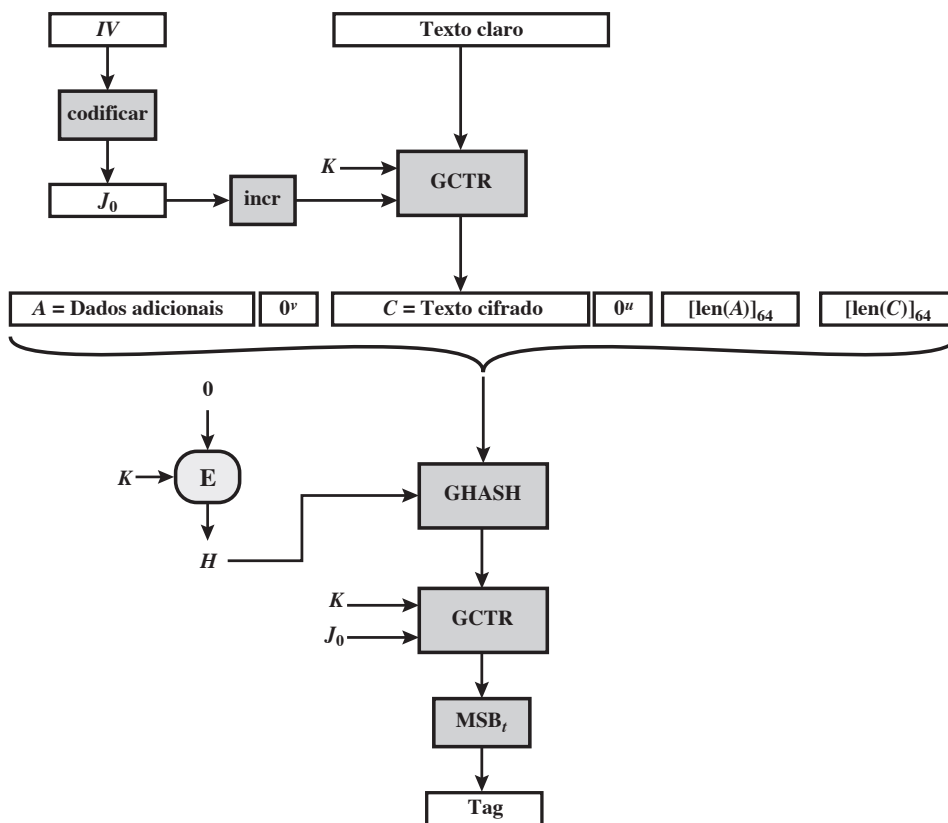 IV
Texto claro
codificar
K
GCTR
J₀
incr
A = Dados adicionais
0ᵛ
C = Texto cifrado
0ᵘ
[len(A)]₆₄
[len(C)]₆₄
0
K
E
GHASH
H
K
GCTR
J₀
MSBₜ
Tag